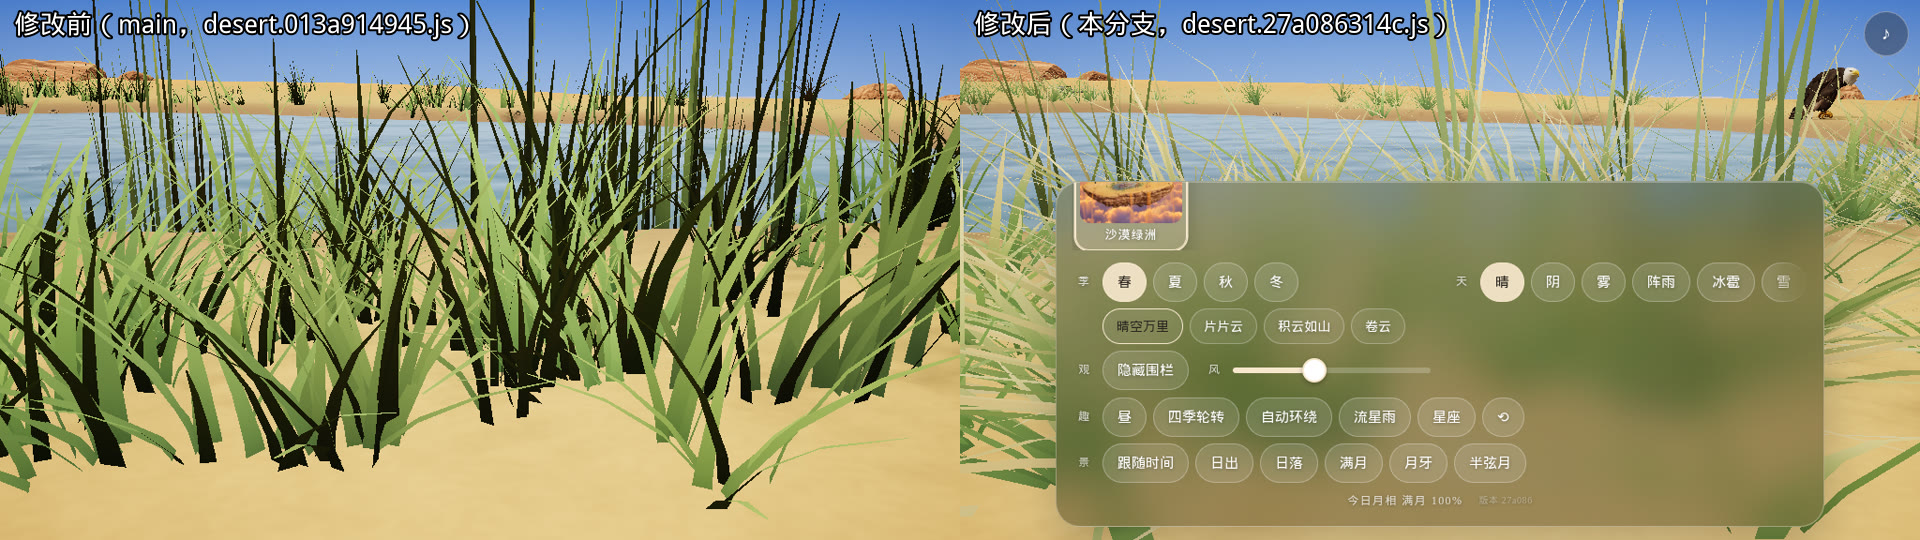 修改前（main，desert.013a914945.js）
修改后（本分支，desert.27a086314c.js）
♪
沙漠绿洲
季 春 夏 秋 冬 天 晴 阴 雾 阵雨 冰雹 雪
晴空万里 片片云 积云如山 卷云
观 隐藏围栏 风
趣 昼 四季轮转 自动环绕 流星雨 星座 ⟲
景 跟随时间 日出 日落 满月 月牙 半弦月
今日月相 满月 100% 版本 27a086